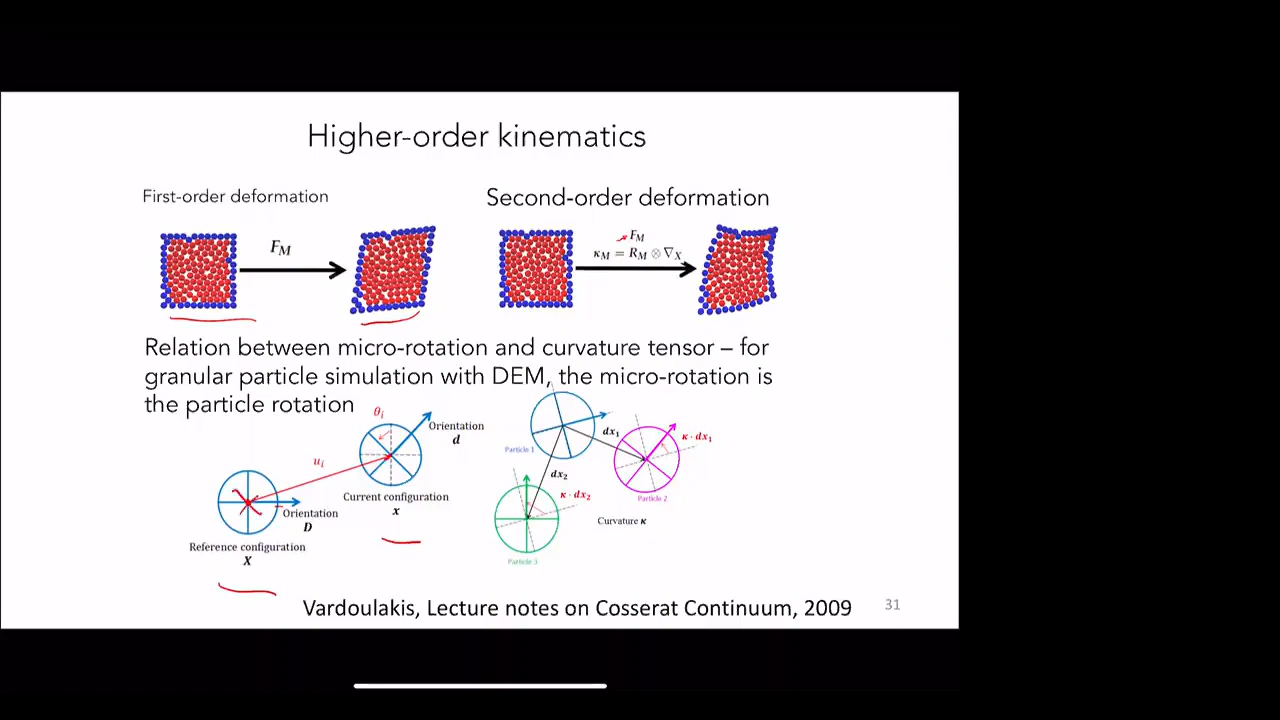 Higher-order kinematics
First-order deformation
Second-order deformation
F_M
F_M
κ_M = R_M ⊗ ∇_X
Relation between micro-rotation and curvature tensor – for
granular particle simulation with DEM, the micro-rotation is
the particle rotation
θ_i
Orientation
d
u_i
Current configuration
x
Orientation
D
Reference configuration
X
dx₁
κ · dx₁
Particle 1
dx₂
κ · dx₂
Particle 2
Curvature κ
Particle 3
Vardoulakis, Lecture notes on Cosserat Continuum, 2009
31